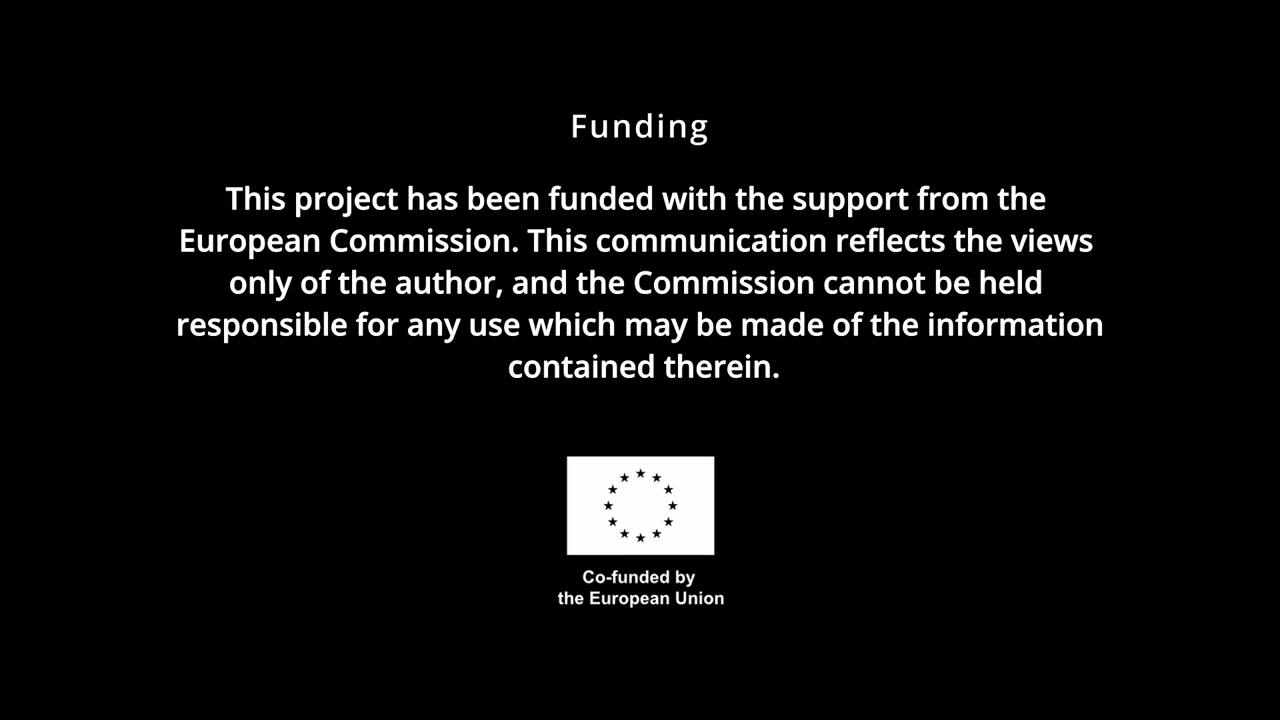 Funding
This project has been funded with the support from the
European Commission. This communication reflects the views
only of the author, and the Commission cannot be held
responsible for any use which may be made of the information
contained therein.
Co-funded by
the European Union